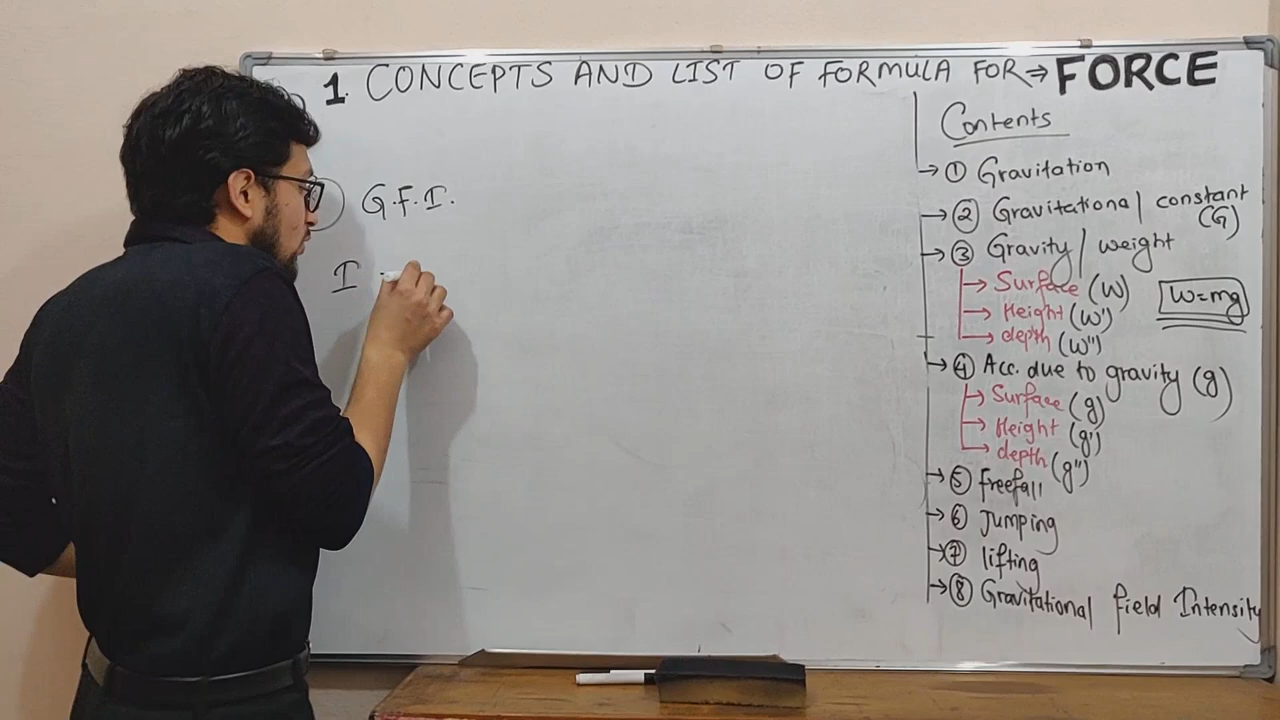 1. CONCEPTS AND LIST OF FORMULA FOR ⇒ FORCE
G.F.I.
I
Contents
→ ① Gravitation
→ ② Gravitational constant
(G)
→ ③ Gravity / weight
→ Surface (W)
→ Height (W')
→ depth (W'')
W=mg
→ ④ Acc. due to gravity (g)
→ Surface (g)
→ Height (g')
→ depth (g'')
→ ⑤ freefall
→ ⑥ Jumping
→ ⑦ lifting
→ ⑧ Gravitational field Intensity